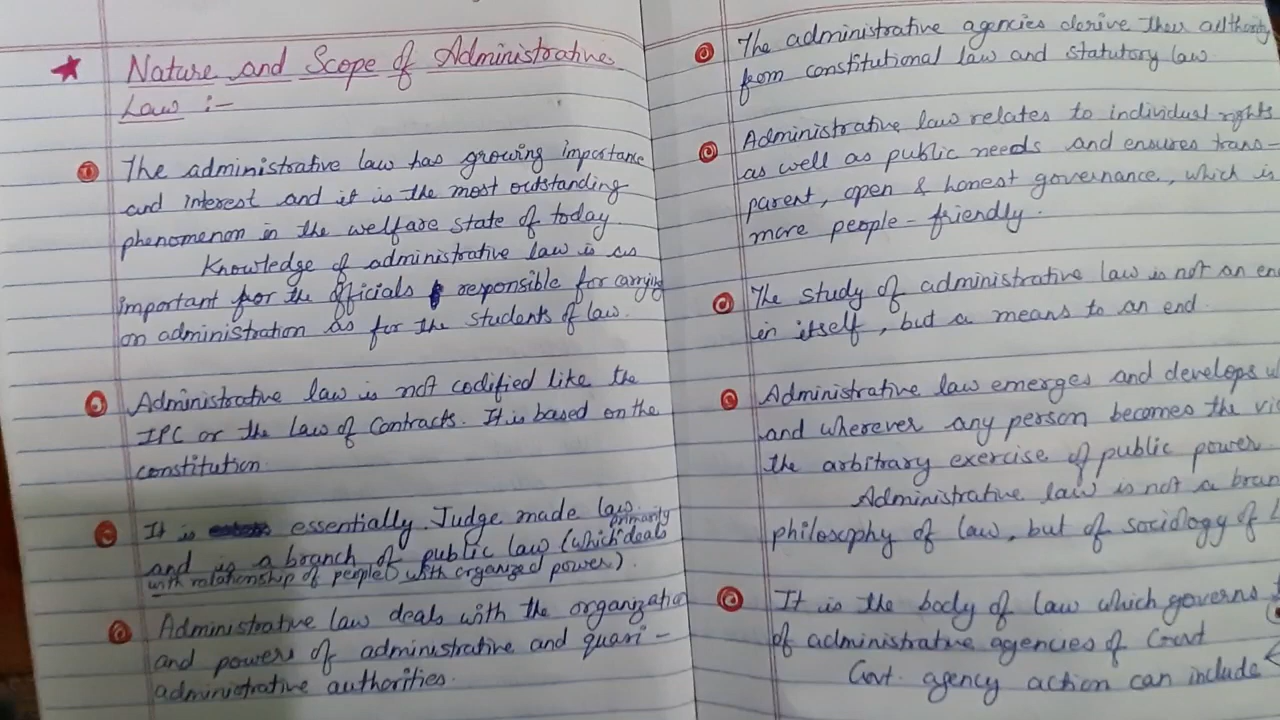 Nature and Scope of Administrative
Law :-
The administrative law has growing importance
and interest and it is the most outstanding
phenomenon in the welfare state of today
Knowledge of administrative law is as
important for the officials responsible for carrying
on administration as for the students of law.
Administrative law is not codified like the
IPC or the law of Contracts. It is based on the
constitution
It is essentially Judge made law
and is a branch of public law (which primarily deals
with relationship of people with organized power).
Administrative law deals with the organization
and powers of administrative and quasi-
administrative authorities.
The administrative agencies derive their authority
from constitutional law and statutory law
Administrative law relates to individual rights
as well as public needs and ensures trans-
parent, open & honest governance, which is
more people-friendly.
The study of administrative law is not an en
in itself, but a means to an end.
Administrative law emerges and develops w
and wherever any person becomes the vic
the arbitrary exercise of public power
Administrative law is not a bran
philosophy of law, but of sociology of
It is the body of law which governs
of administrative agencies of Govt
Govt. agency action can include